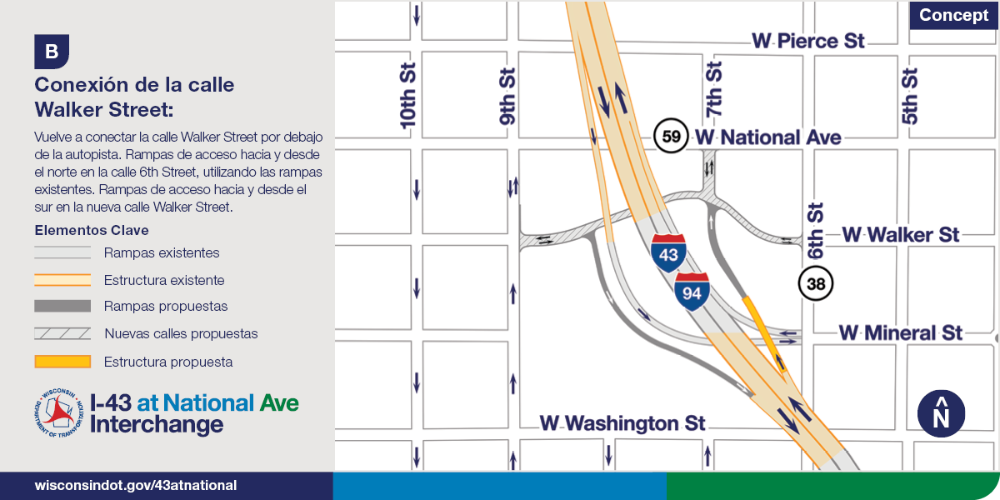 B
Conexión de la calle
Walker Street:
Vuelve a conectar la calle Walker Street por debajo
de la autopista. Rampas de acceso hacia y desde
el norte en la calle 6th Street, utilizando las rampas
existentes. Rampas de acceso hacia y desde el
sur en la nueva calle Walker Street.
Elementos Clave
Rampas existentes
Estructura existente
Rampas propuestas
Nuevas calles propuestas
Estructura propuesta
WISCONSIN
DEPARTMENT OF TRANSPORTATION
I-43 at National Ave
Interchange
wisconsindot.gov/43atnational
Concept
W Pierce St
10th St
9th St
7th St
5th St
59
W National Ave
6th St
W Walker St
43
94
38
W Mineral St
W Washington St
N